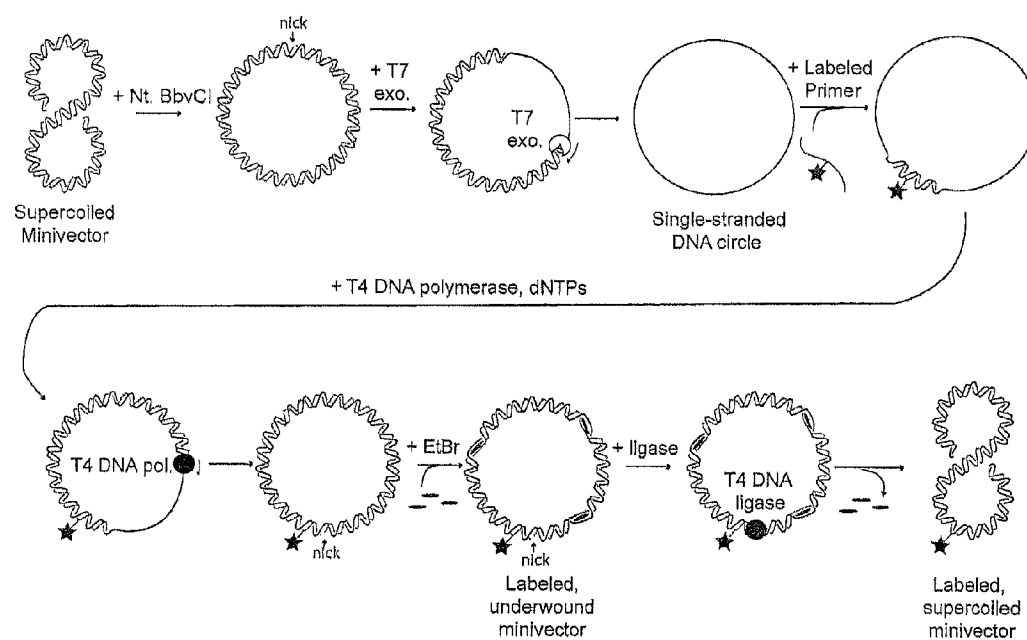 nick
+ Nt. BbvCI
+ T7
exo.
T7
exo.
+ Labeled
Primer
Supercoiled
Minivector
Single-stranded
DNA circle
+ T4 DNA polymerase, dNTPs
T4 DNA pol.
+ EtBr
+ ligase
T4 DNA
ligase
nick
nick
Labeled,
underwound
minivector
Labeled,
supercoiled
minivector